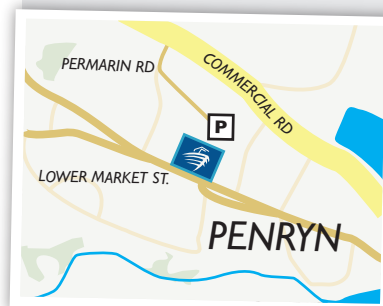 PERMARIN RD
COMMERCIAL RD
P
LOWER MARKET ST.
PENRYN